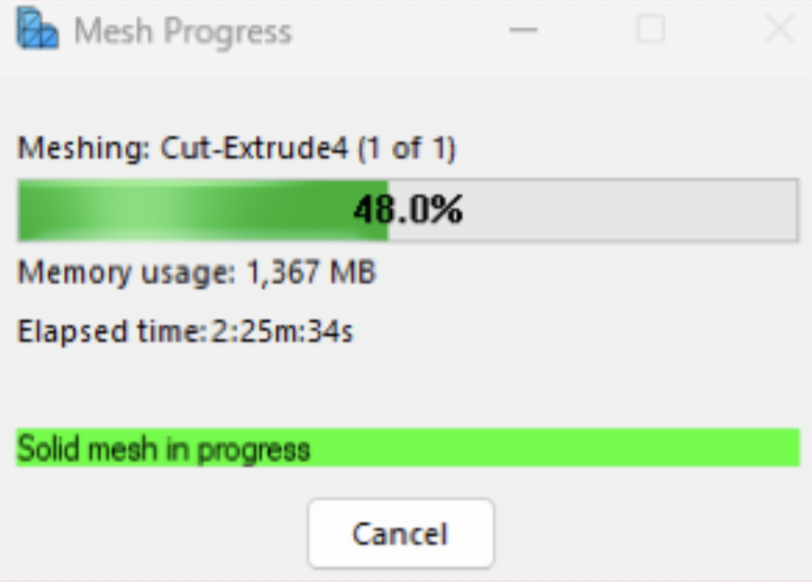 Mesh Progress
Meshing: Cut-Extrude4 (1 of 1)
48.0%
Memory usage: 1,367 MB
Elapsed time:2:25m:34s
Solid mesh in progress
Cancel